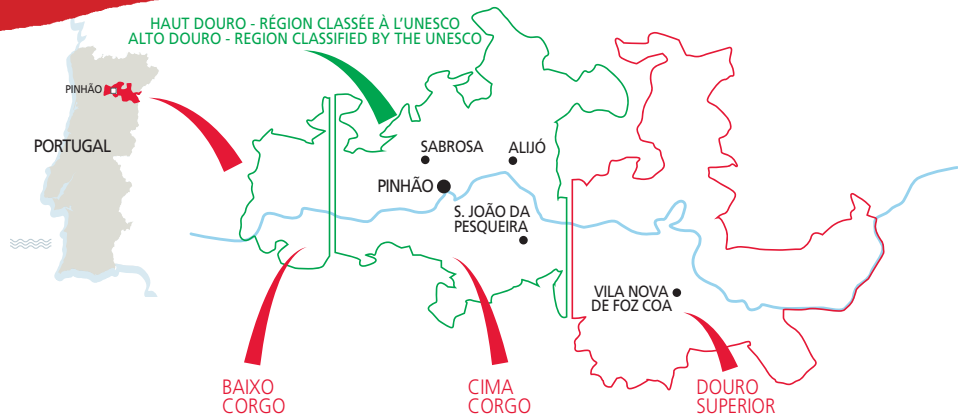 HAUT DOURO - RÉGION CLASSÉE À L'UNESCO
ALTO DOURO - REGION CLASSIFIED BY THE UNESCO
PINHÃO
PORTUGAL
SABROSA
ALIJÓ
PINHÃO
S. JOÃO DA
PESQUEIRA
VILA NOVA
DE FOZ COA
BAIXO
CORGO
CIMA
CORGO
DOURO
SUPERIOR